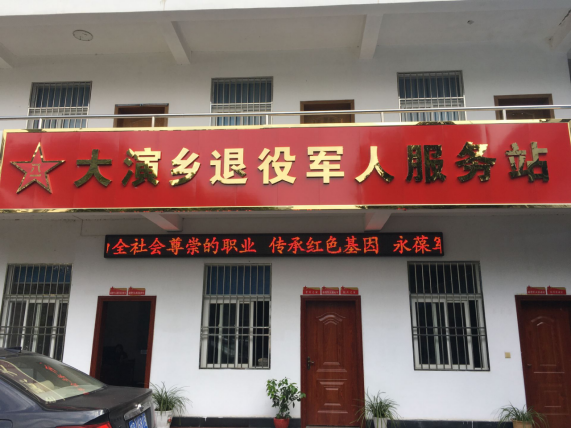 大演乡退役军人服务站
全社会尊崇的职业 传承红色基因 永葆军